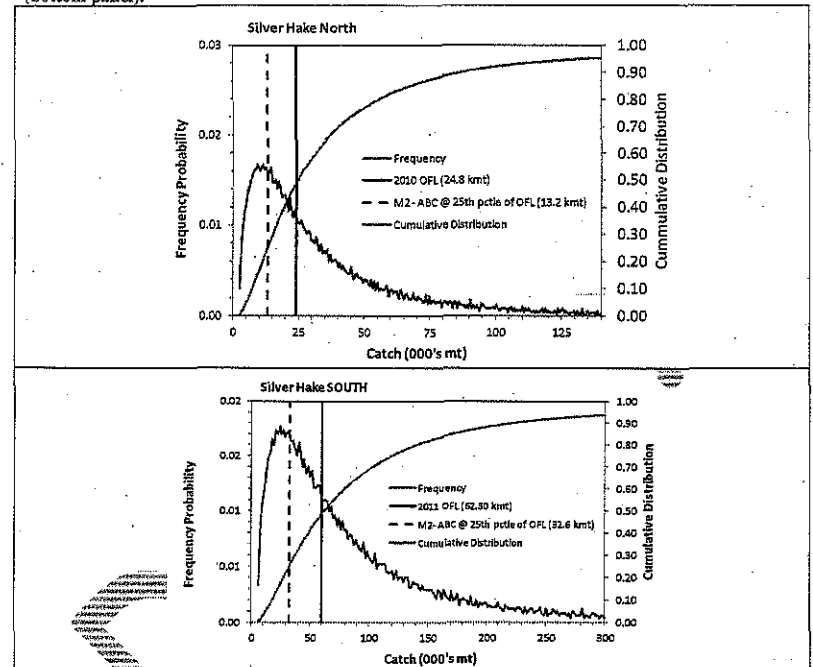 (bottom panel).
Silver Hake North
0.03
0.02
0.01
0.00
Frequency Probability
Frequency
2010 OFL (24.8 kmt)
M2-ABC @ 25th pctle of OFL (13.2 kmt)
Cumulative Distribution
1.00
0.90
0.80
0.70
0.60
0.50
0.40
0.30
0.20
0.10
0.00
Cummulative Distribution
0 25 50 75 100 125
Catch (000's mt)
Silver Hake SOUTH
0.02
0.02
0.01
0.01
0.00
Frequency Probability
Frequency
2011 OFL (62.30 kmt)
M2-ABC @ 25th pctle of OFL (32.6 kmt)
Cumulative Distribution
1.00
0.90
0.80
0.70
0.60
0.50
0.40
0.30
0.20
0.10
0.00
Cumulative Distribution
0 50 100 150 200 250 300
Catch (000's mt)